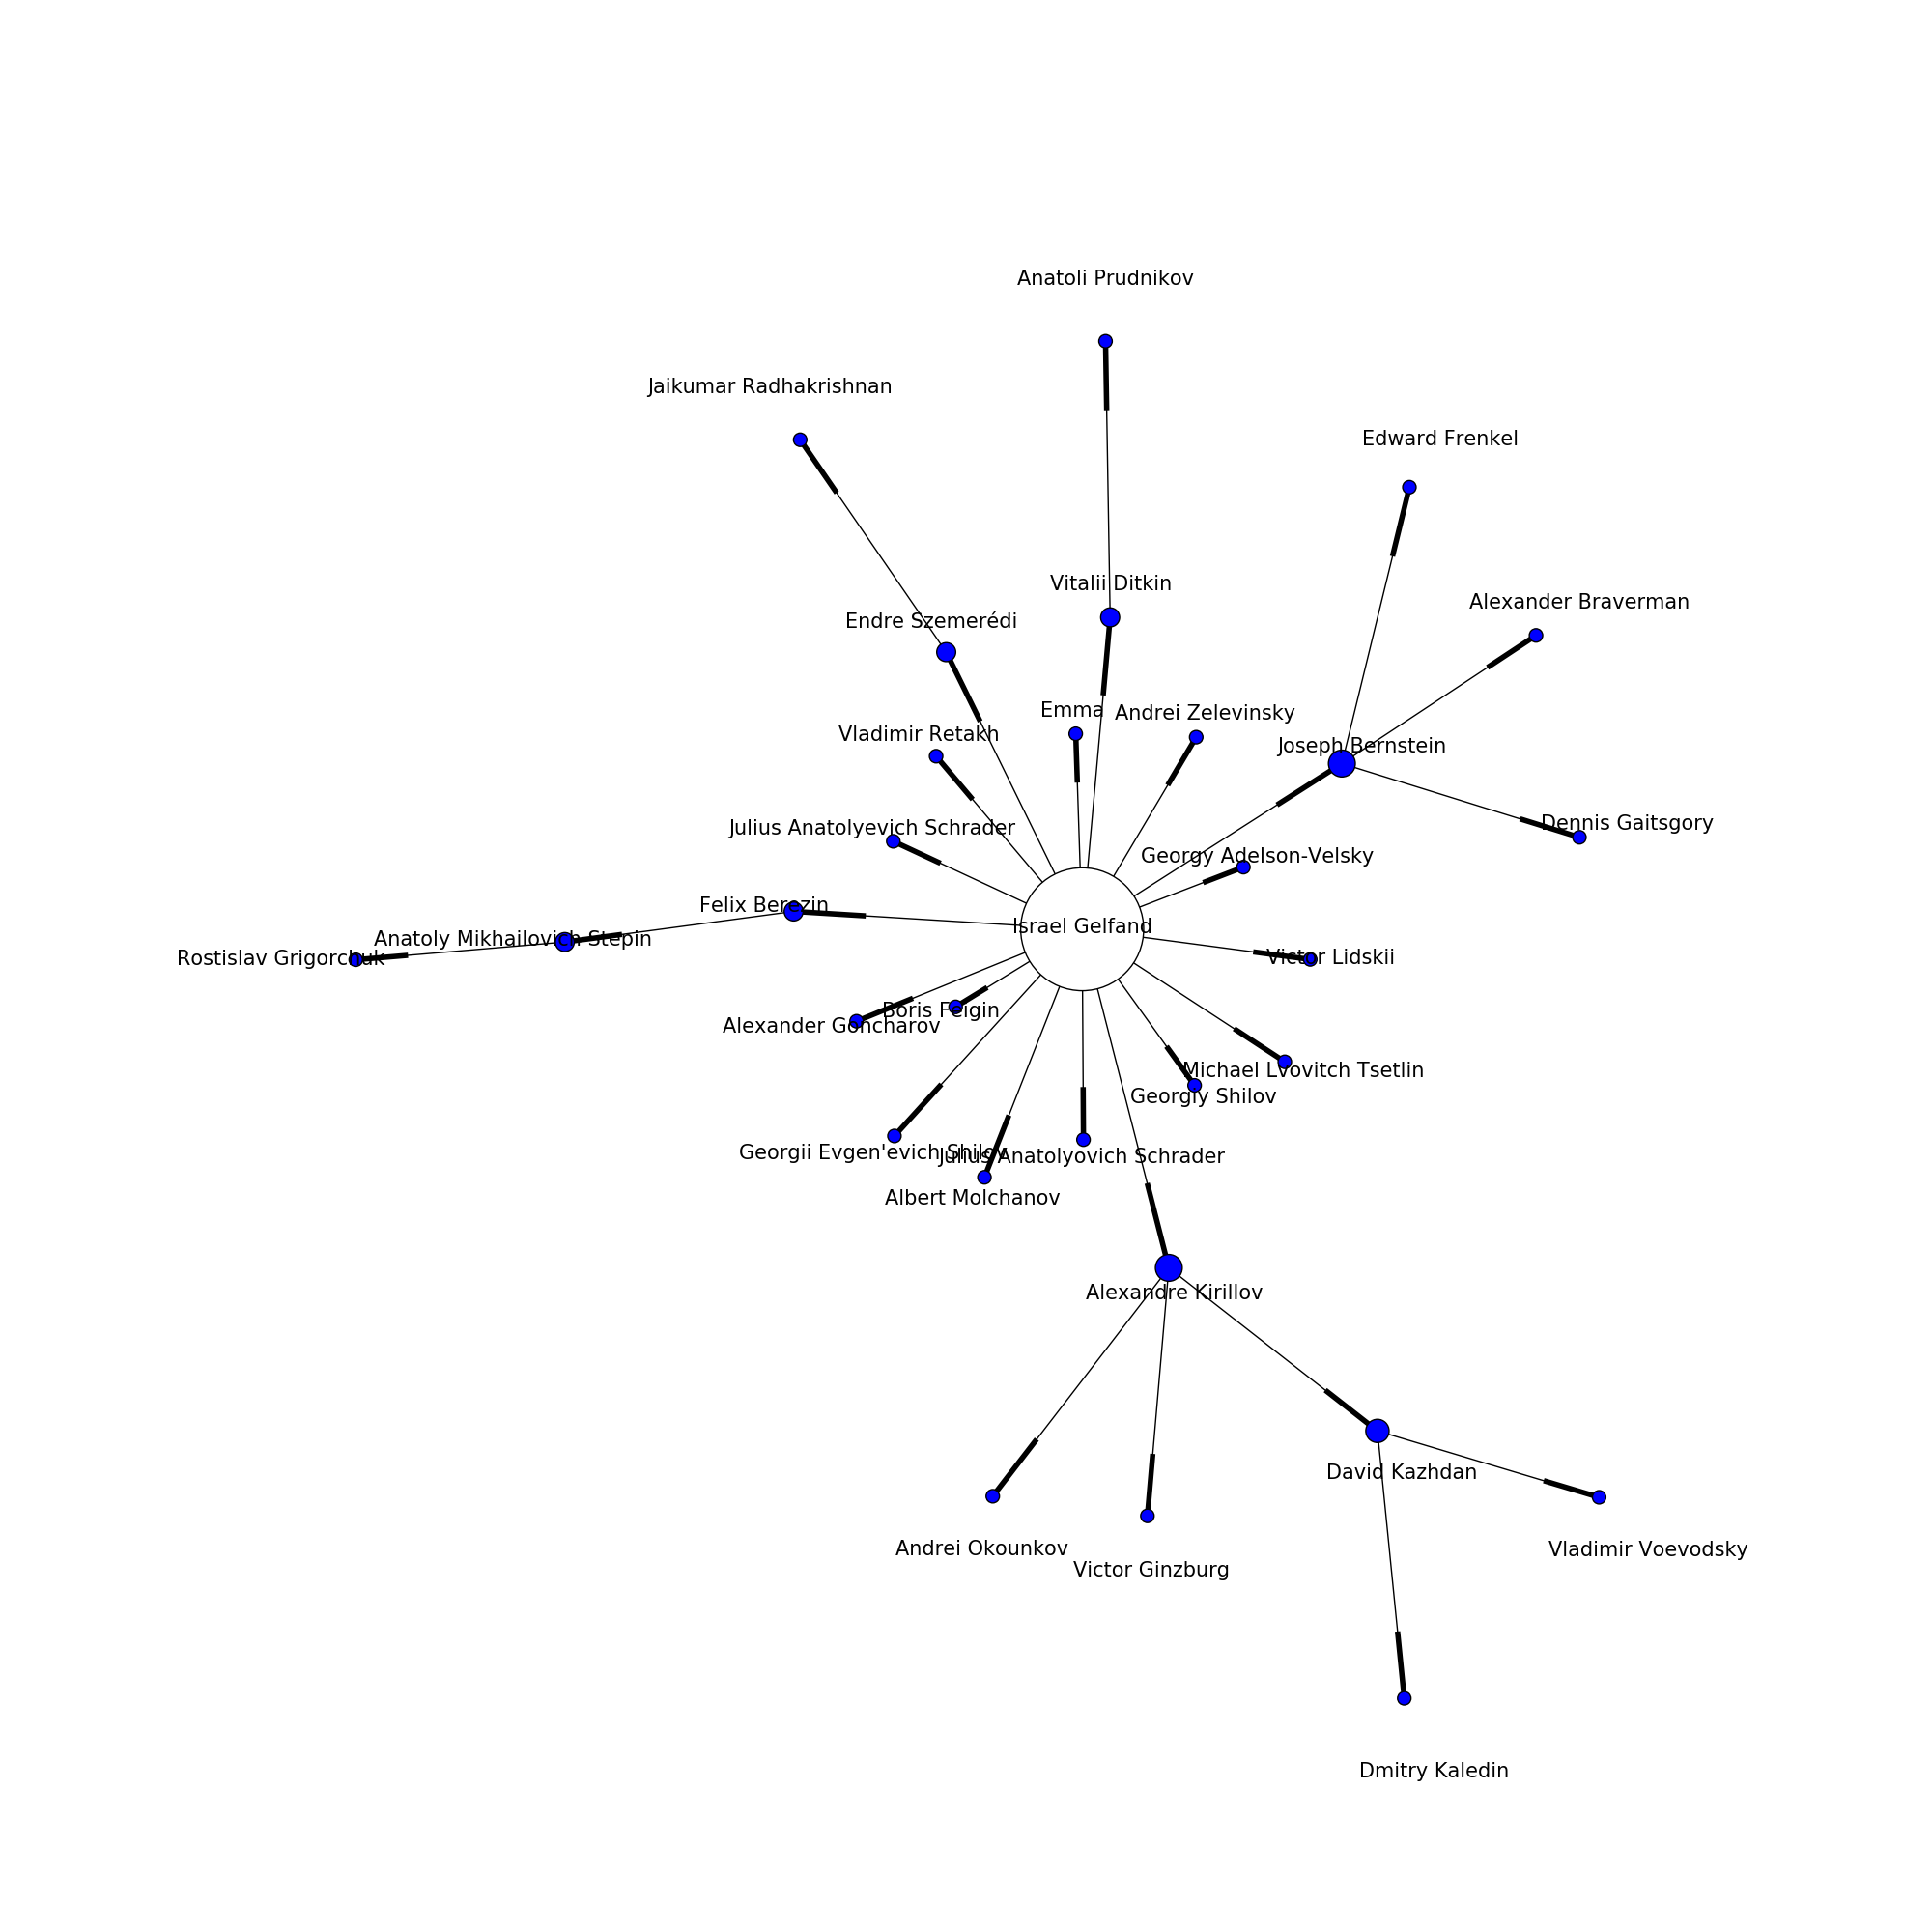 Anatoli Prudnikov
Jaikumar Radhakrishnan
Edward Frenkel
Vitalii Ditkin
Alexander Braverman
Endre Szemerédi
Emma
Andrei Zelevinsky
Vladimir Retakh
Joseph Bernstein
Julius Anatolyevich Schrader
Dennis Gaitsgory
Georgy Adelson-Velsky
Felix Berezin
Israel Gelfand
Anatoly Mikhailovich Stepin
Rostislav Grigorchuk
Victor Lidskii
Boris Feigin
Alexander Goncharov
Michael Lvovitch Tsetlin
Georgiy Shilov
Georgii Evgen'evich Shilov
Julius Anatolyovich Schrader
Albert Molchanov
Alexandre Kirillov
David Kazhdan
Andrei Okounkov
Vladimir Voevodsky
Victor Ginzburg
Dmitry Kaledin